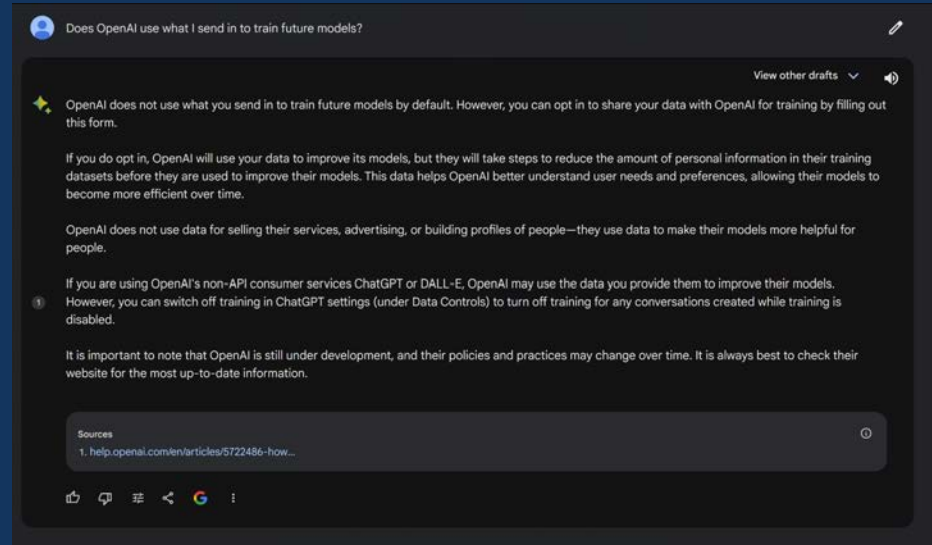 Does OpenAI use what I send in to train future models?
View other drafts
OpenAI does not use what you send in to train future models by default. However, you can opt in to share your data with OpenAI for training by filling out
this form.
If you do opt in, OpenAI will use your data to improve its models, but they will take steps to reduce the amount of personal information in their training
datasets before they are used to improve their models. This data helps OpenAI better understand user needs and preferences, allowing their models to
become more efficient over time.
OpenAI does not use data for selling their services, advertising, or building profiles of people—they use data to make their models more helpful for
people.
If you are using OpenAI's non-API consumer services ChatGPT or DALL-E, OpenAI may use the data you provide them to improve their models.
1 However, you can switch off training in ChatGPT settings (under Data Controls) to turn off training for any conversations created while training is
disabled.
It is important to note that OpenAI is still under development, and their policies and practices may change over time. It is always best to check their
website for the most up-to-date information.
Sources
1. help.openai.com/en/articles/5722486-how...